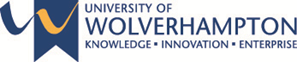 UNIVERSITY OF
WOLVERHAMPTON
KNOWLEDGE ▪ INNOVATION ▪ ENTERPRISE